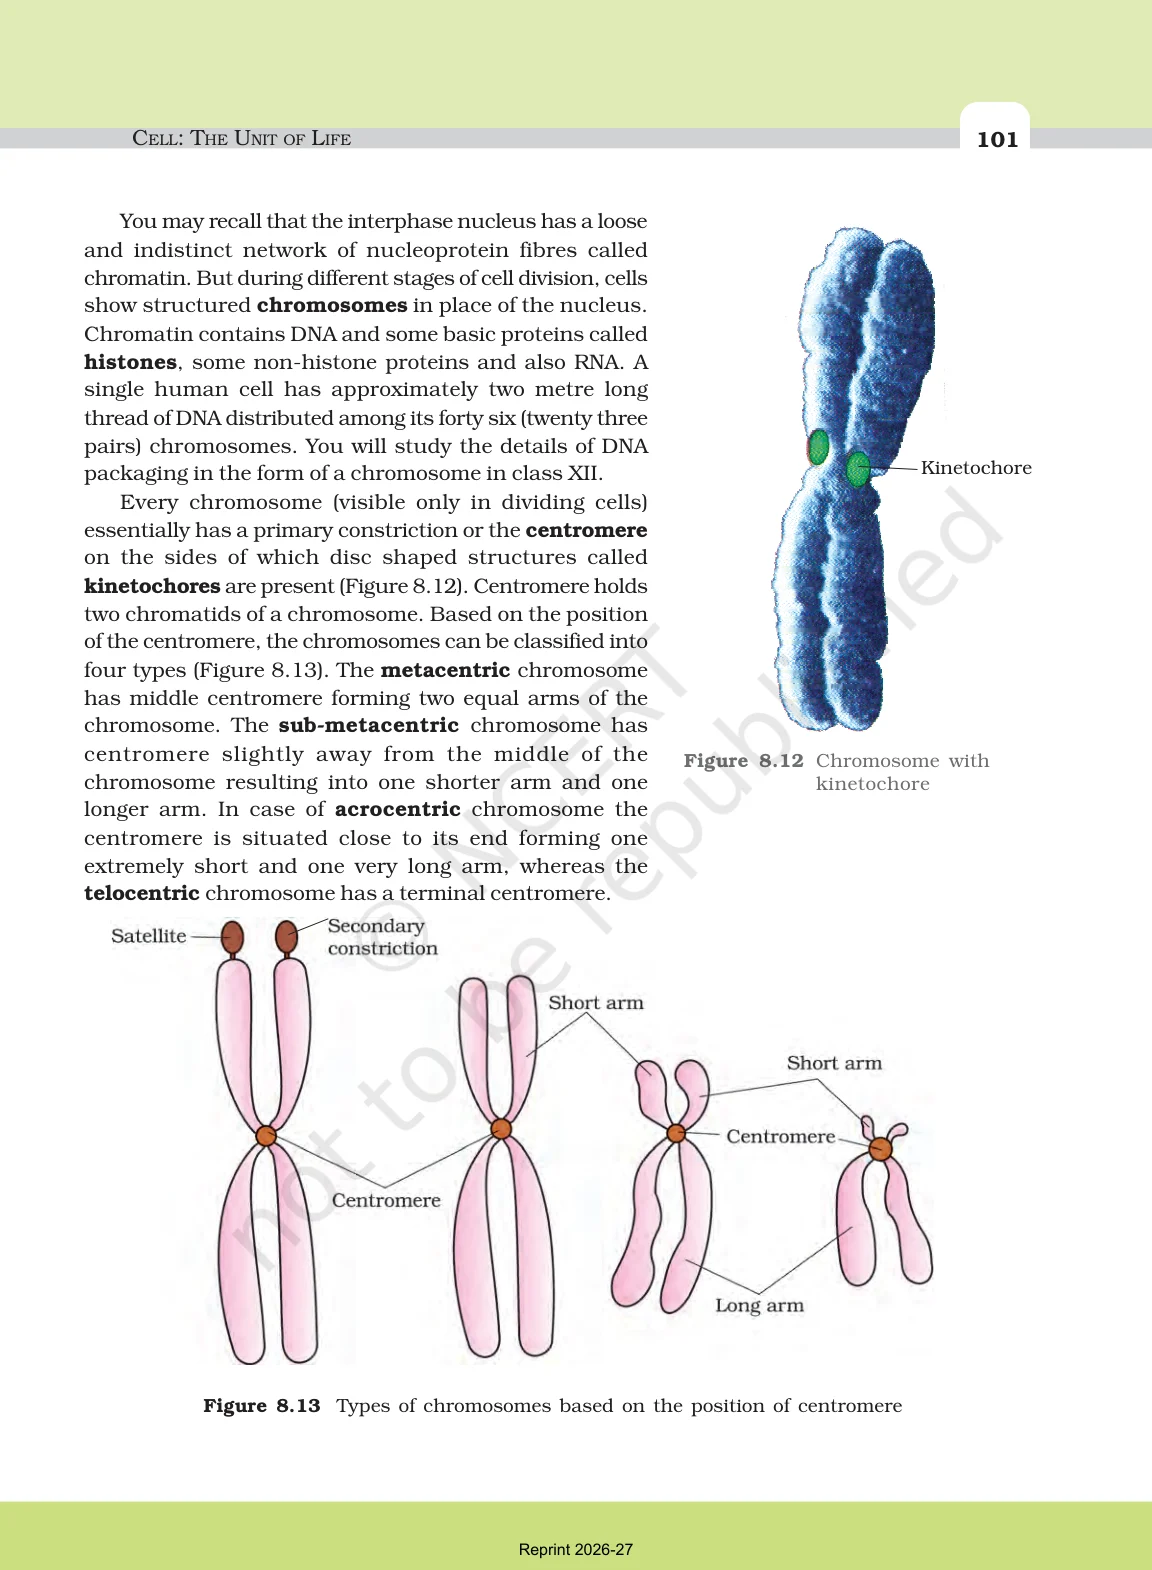 CELL: THE UNIT OF LIFE
101
You may recall that the interphase nucleus has a loose
and indistinct network of nucleoprotein fibres called
chromatin. But during different stages of cell division, cells
show structured chromosomes in place of the nucleus.
Chromatin contains DNA and some basic proteins called
histones, some non-histone proteins and also RNA. A
single human cell has approximately two metre long
thread of DNA distributed among its forty six (twenty three
pairs) chromosomes. You will study the details of DNA
packaging in the form of a chromosome in class XII.
Every chromosome (visible only in dividing cells)
essentially has a primary constriction or the centromere
on the sides of which disc shaped structures called
kinetochores are present (Figure 8.12). Centromere holds
two chromatids of a chromosome. Based on the position
of the centromere, the chromosomes can be classified into
four types (Figure 8.13). The metacentric chromosome
has middle centromere forming two equal arms of the
chromosome. The sub-metacentric chromosome has
centromere slightly away from the middle of the
chromosome resulting into one shorter arm and one
longer arm. In case of acrocentric chromosome the
centromere is situated close to its end forming one
extremely short and one very long arm, whereas the
telocentric chromosome has a terminal centromere.
Kinetochore
Figure 8.12 Chromosome with
kinetochore
Satellite
Secondary
constriction
Short arm
Short arm
Centromere
Centromere
Long arm
Figure 8.13 Types of chromosomes based on the position of centromere
© NCERT
not to be republished
Reprint 2026-27